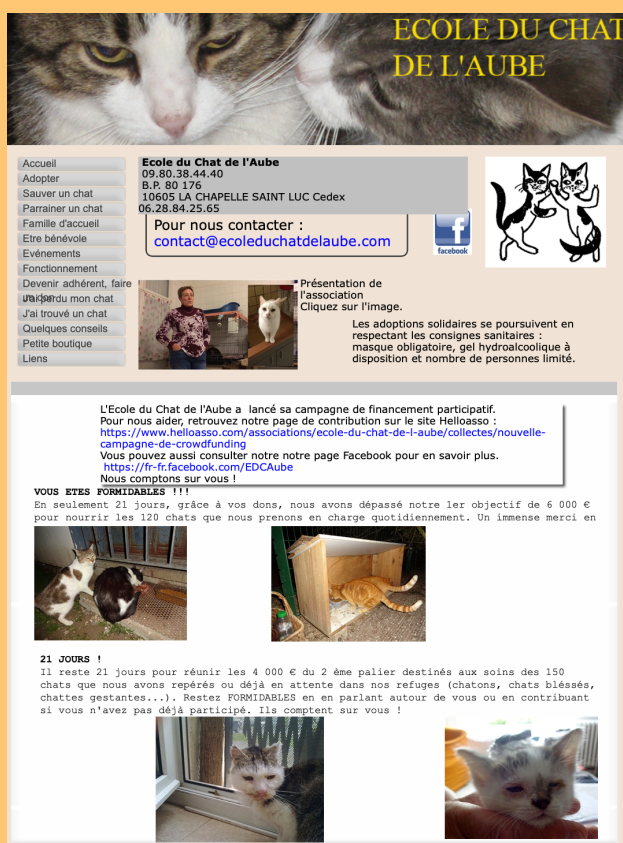 ECOLE DU CHAT
DE L'AUBE
Accueil
Adopter
Sauver un chat
Parrainer un chat
Famille d'accueil
Etre bénévole
Evénements
Fonctionnement
Devenir adhérent, faire
un don
J'ai perdu mon chat
J'ai trouvé un chat
Quelques conseils
Petite boutique
Liens
Ecole du Chat de l'Aube
09.80.38.44.40
B.P. 80 176
10605 LA CHAPELLE SAINT LUC Cedex
06.28.84.25.65
Pour nous contacter :
contact@ecoleduchatdelaube.com
facebook
Présentation de
l'association
Cliquez sur l'image.
Les adoptions solidaires se poursuivent en
respectant les consignes sanitaires :
masque obligatoire, gel hydroalcoolique à
disposition et nombre de personnes limité.
L'Ecole du Chat de l'Aube a lancé sa campagne de financement participatif.
Pour nous aider, retrouvez notre page de contribution sur le site Helloasso :
https://www.helloasso.com/associations/ecole-du-chat-de-l-aube/collectes/nouvelle-
campagne-de-crowdfunding
Vous pouvez aussi consulter notre notre page Facebook pour en savoir plus.
https://fr-fr.facebook.com/EDCAube
Nous comptons sur vous !
VOUS ETES FORMIDABLES !!!
En seulement 21 jours, grâce à vos dons, nous avons dépassé notre 1er objectif de 6 000 €
pour nourrir les 120 chats que nous prenons en charge quotidiennement. Un immense merci en
21 JOURS !
Il reste 21 jours pour réunir les 4 000 € du 2 ème palier destinés aux soins des 150
chats que nous avons repérés ou déjà en attente dans nos refuges (chatons, chats bléssés,
chattes gestantes...). Restez FORMIDABLES en en parlant autour de vous ou en contribuant
si vous n'avez pas déjà participé. Ils comptent sur vous !